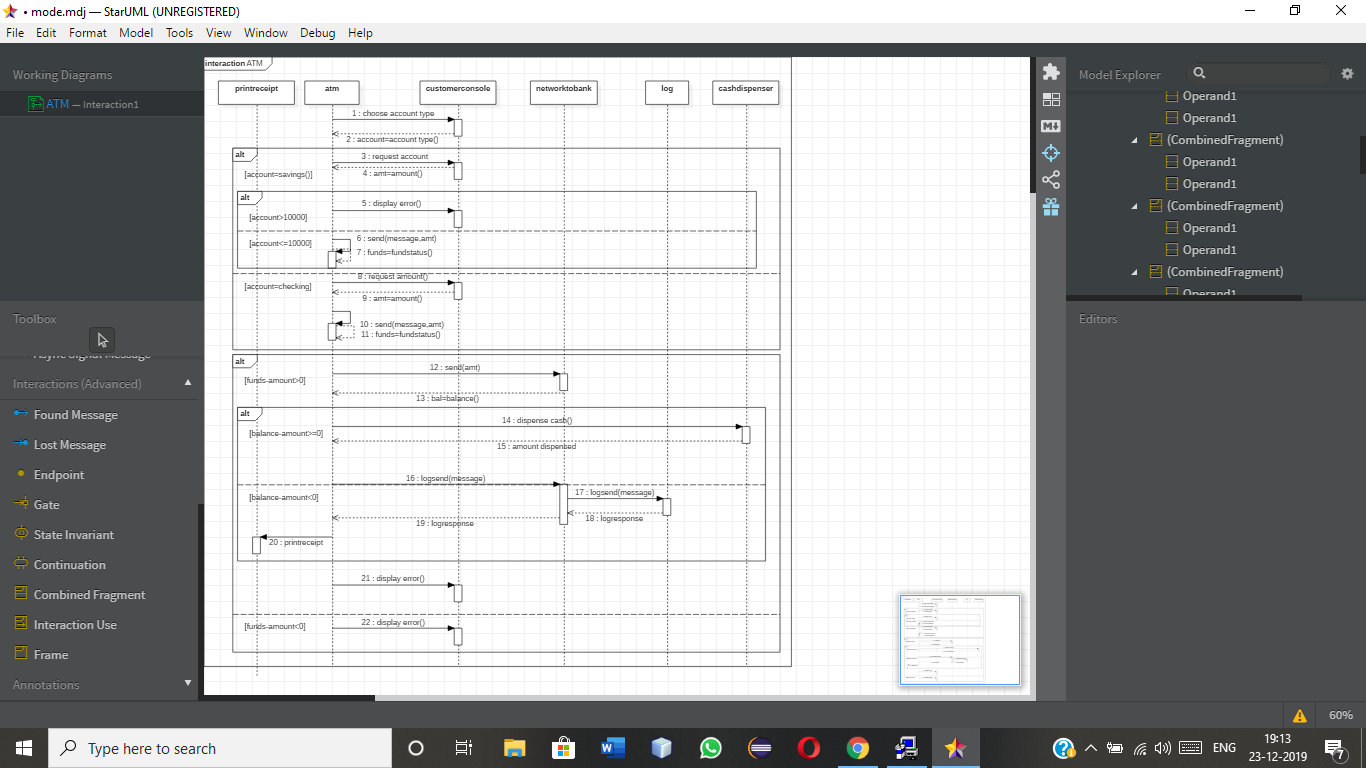 • mode.mdj — StarUML (UNREGISTERED)
File Edit Format Model Tools View Window Debug Help
Working Diagrams
ATM — Interaction1
Toolbox
Async Signal Message
Interactions (Advanced)
Found Message
Lost Message
Endpoint
Gate
State Invariant
Continuation
Combined Fragment
Interaction Use
Frame
Annotations
interaction ATM
printreceipt atm customerconsole networktobank log cashdispenser
1 : choose account type
2 : account=account type()
alt
3 : request account
[account=savings()]
4 : amt=amount()
alt
5 : display error()
[account>10000]
6 : send(message,amt)
[account<=10000]
7 : funds=fundstatus()
8 : request amount()
[account=checking]
9 : amt=amount()
10 : send(message,amt)
11 : funds=fundstatus()
alt
12 : send(amt)
[funds-amount>0]
13 : bal=balance()
alt
14 : dispense cash()
[balance-amount>=0]
15 : amount dispensed
16 : logsend(message)
[balance-amount<0]
17 : logsend(message)
18 : logresponse
19 : logresponse
20 : printreceipt
21 : display error()
22 : display error()
[funds-amount<0]
Model Explorer
Operand1
Operand1
(CombinedFragment)
Operand1
Operand1
(CombinedFragment)
Operand1
Operand1
(CombinedFragment)
Operand1
Editors
MD
60%
Type here to search
ENG
19:13
23-12-2019
7